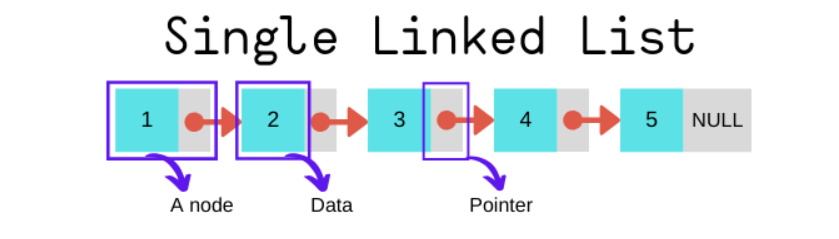 Single Linked List
1 2 3 4 5 NULL
A node Data Pointer